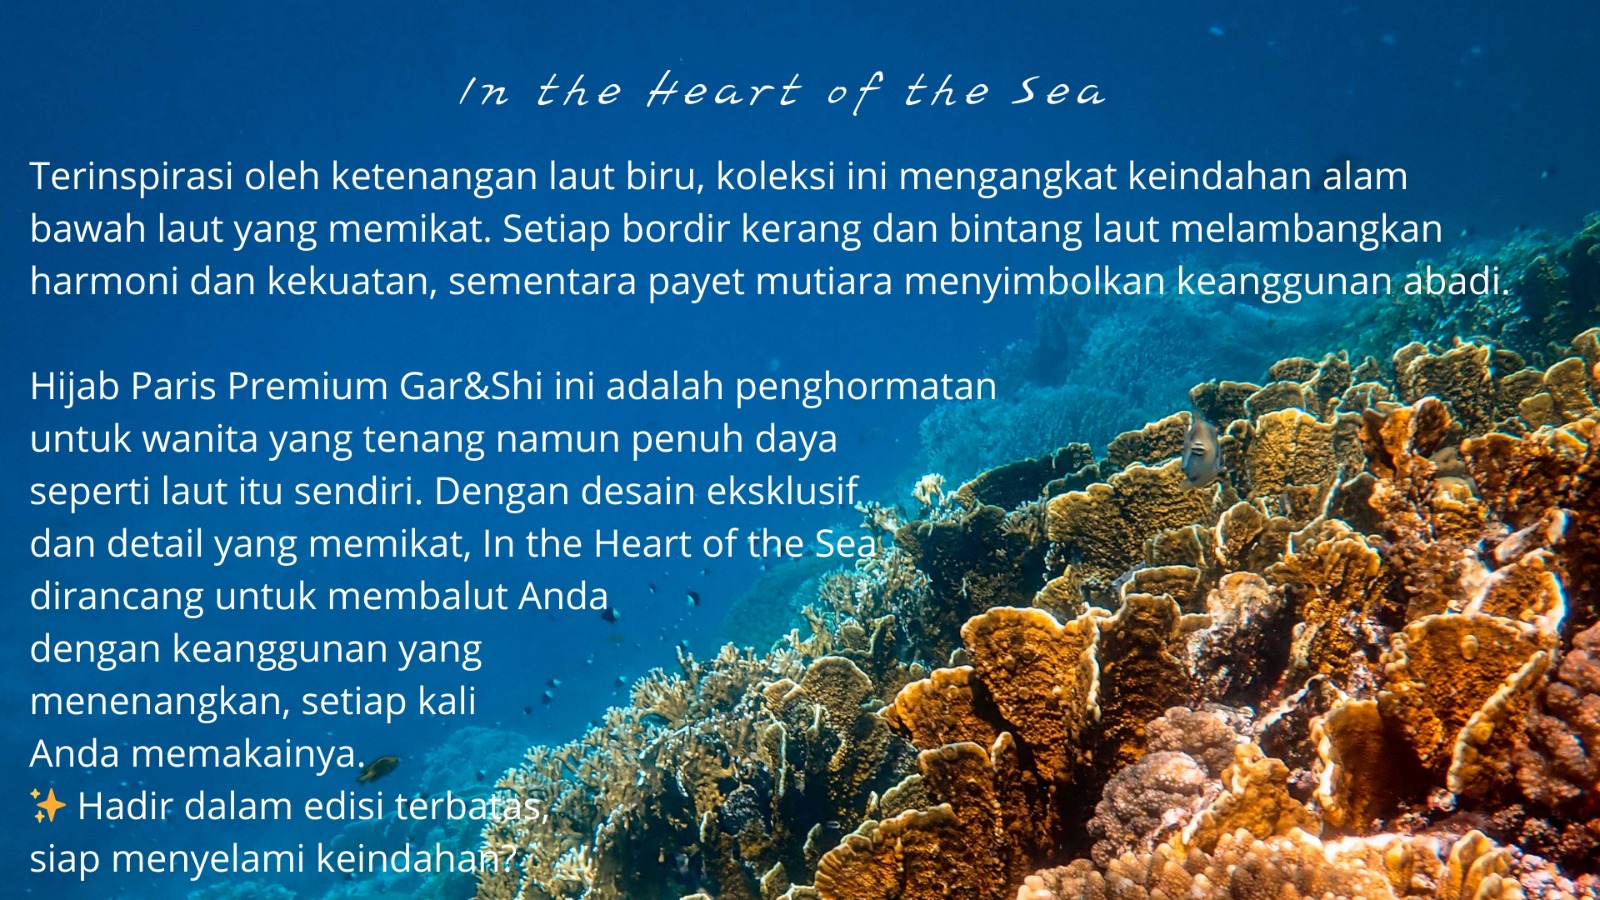 In the Heart of the Sea
Terinspirasi oleh ketenangan laut biru, koleksi ini mengangkat keindahan alam
bawah laut yang memikat. Setiap bordir kerang dan bintang laut melambangkan
harmoni dan kekuatan, sementara payet mutiara menyimbolkan keanggunan abadi.
Hijab Paris Premium Gar&Shi ini adalah penghormatan
untuk wanita yang tenang namun penuh daya
seperti laut itu sendiri. Dengan desain eksklusif
dan detail yang memikat, In the Heart of the Sea
dirancang untuk membalut Anda
dengan keanggunan yang
menenangkan, setiap kali
Anda memakainya.
✨ Hadir dalam edisi terbatas,
siap menyelami keindahan?